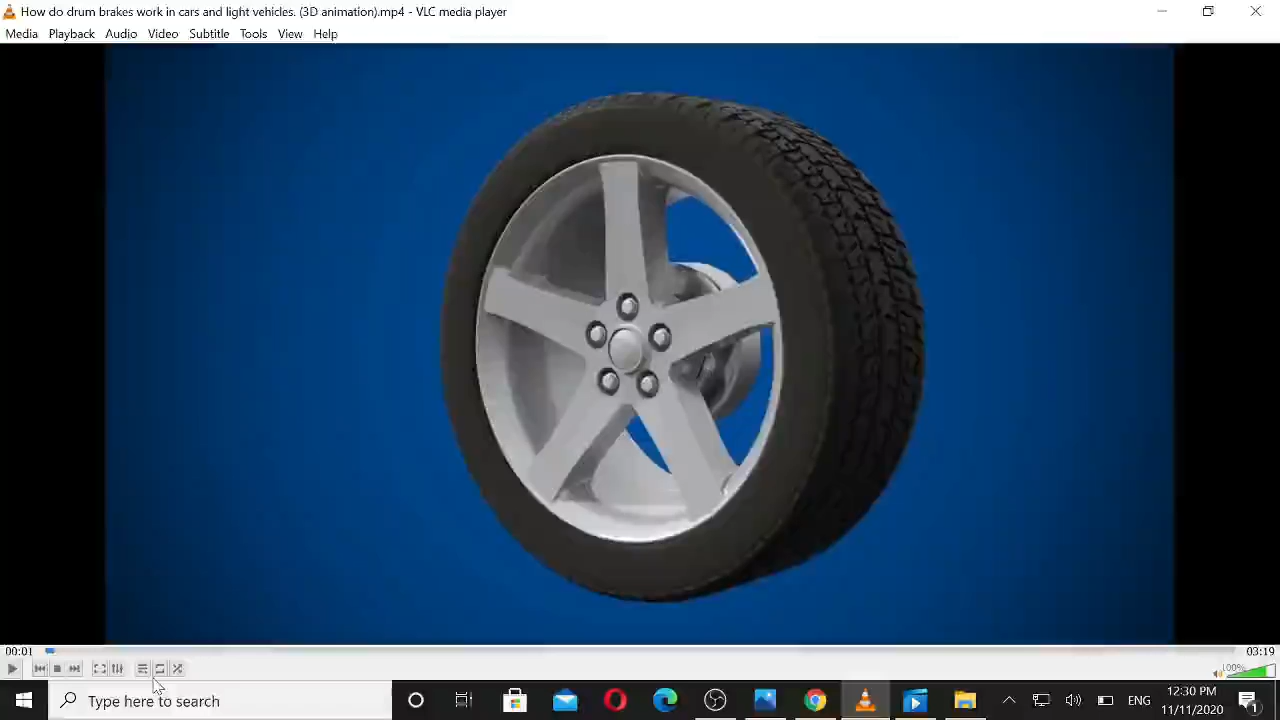 How do drum brakes work in cars and light vehicles. (3D animation).mp4 - VLC media player
Media Playback Audio Video Subtitle Tools View Help
00:01 03:19
100%
Type here to search
ENG
12:30 PM
11/11/2020
1